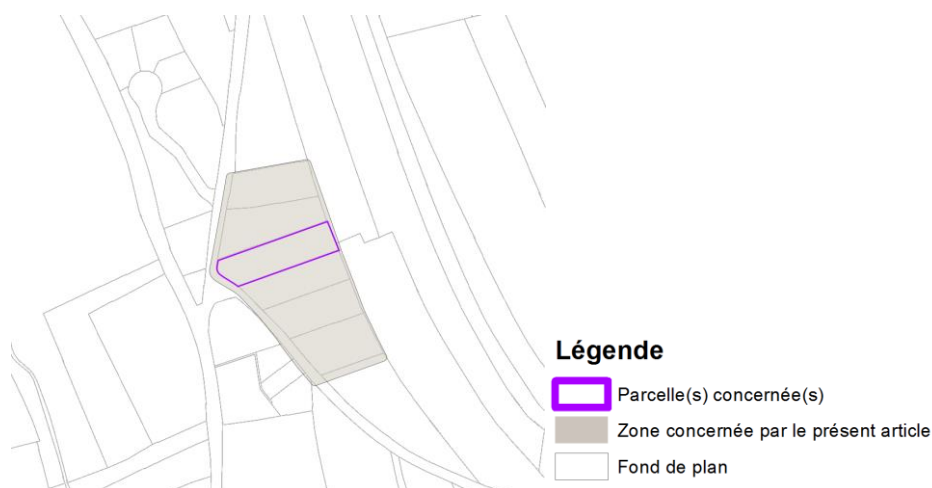 Légende
Parcelle(s) concernée(s)
Zone concernée par le présent article
Fond de plan